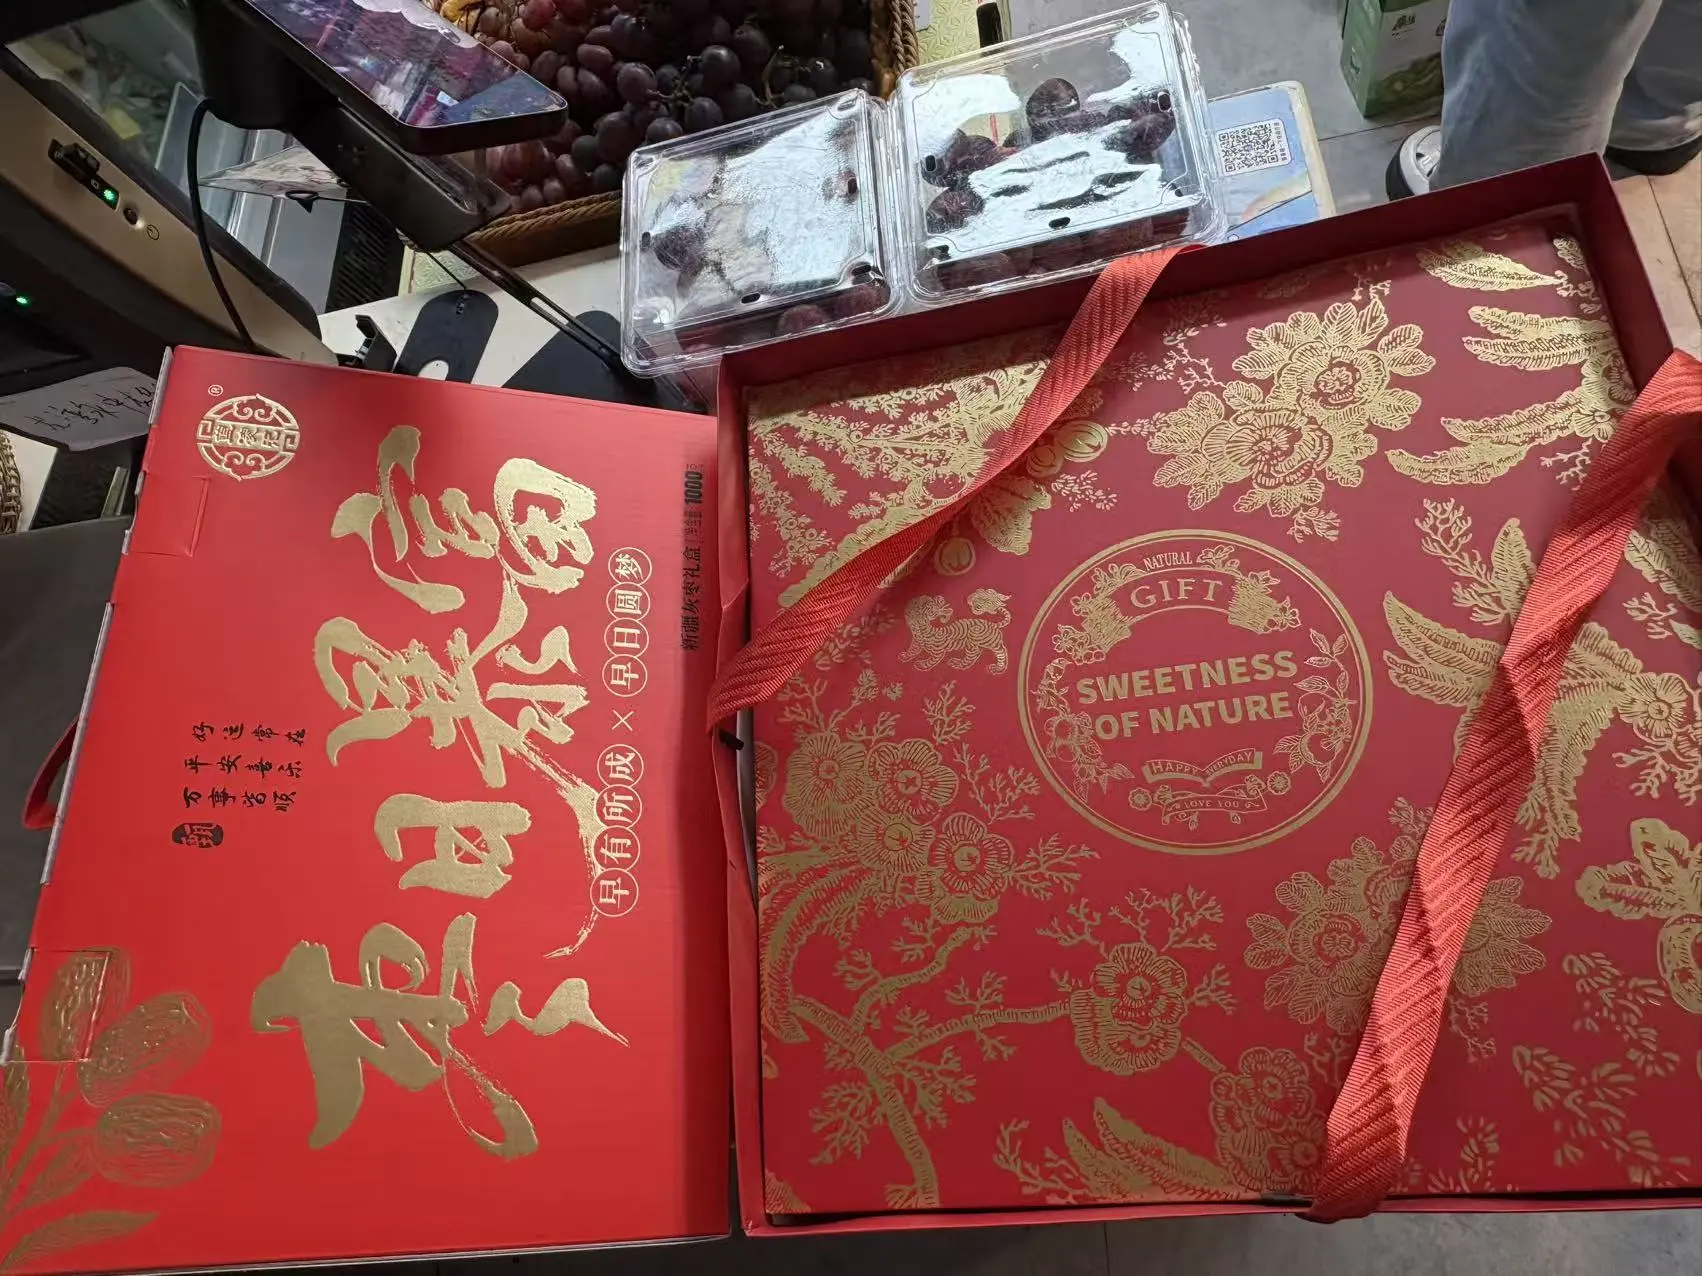 枣日暴富
早有所成×早日圆梦
好运常在
平安喜乐
万事皆顺
新疆灰枣礼盒
1000
NATURAL
GIFT
SWEETNESS
OF NATURE
HAPPY EVERYDAY
LOVE YOU